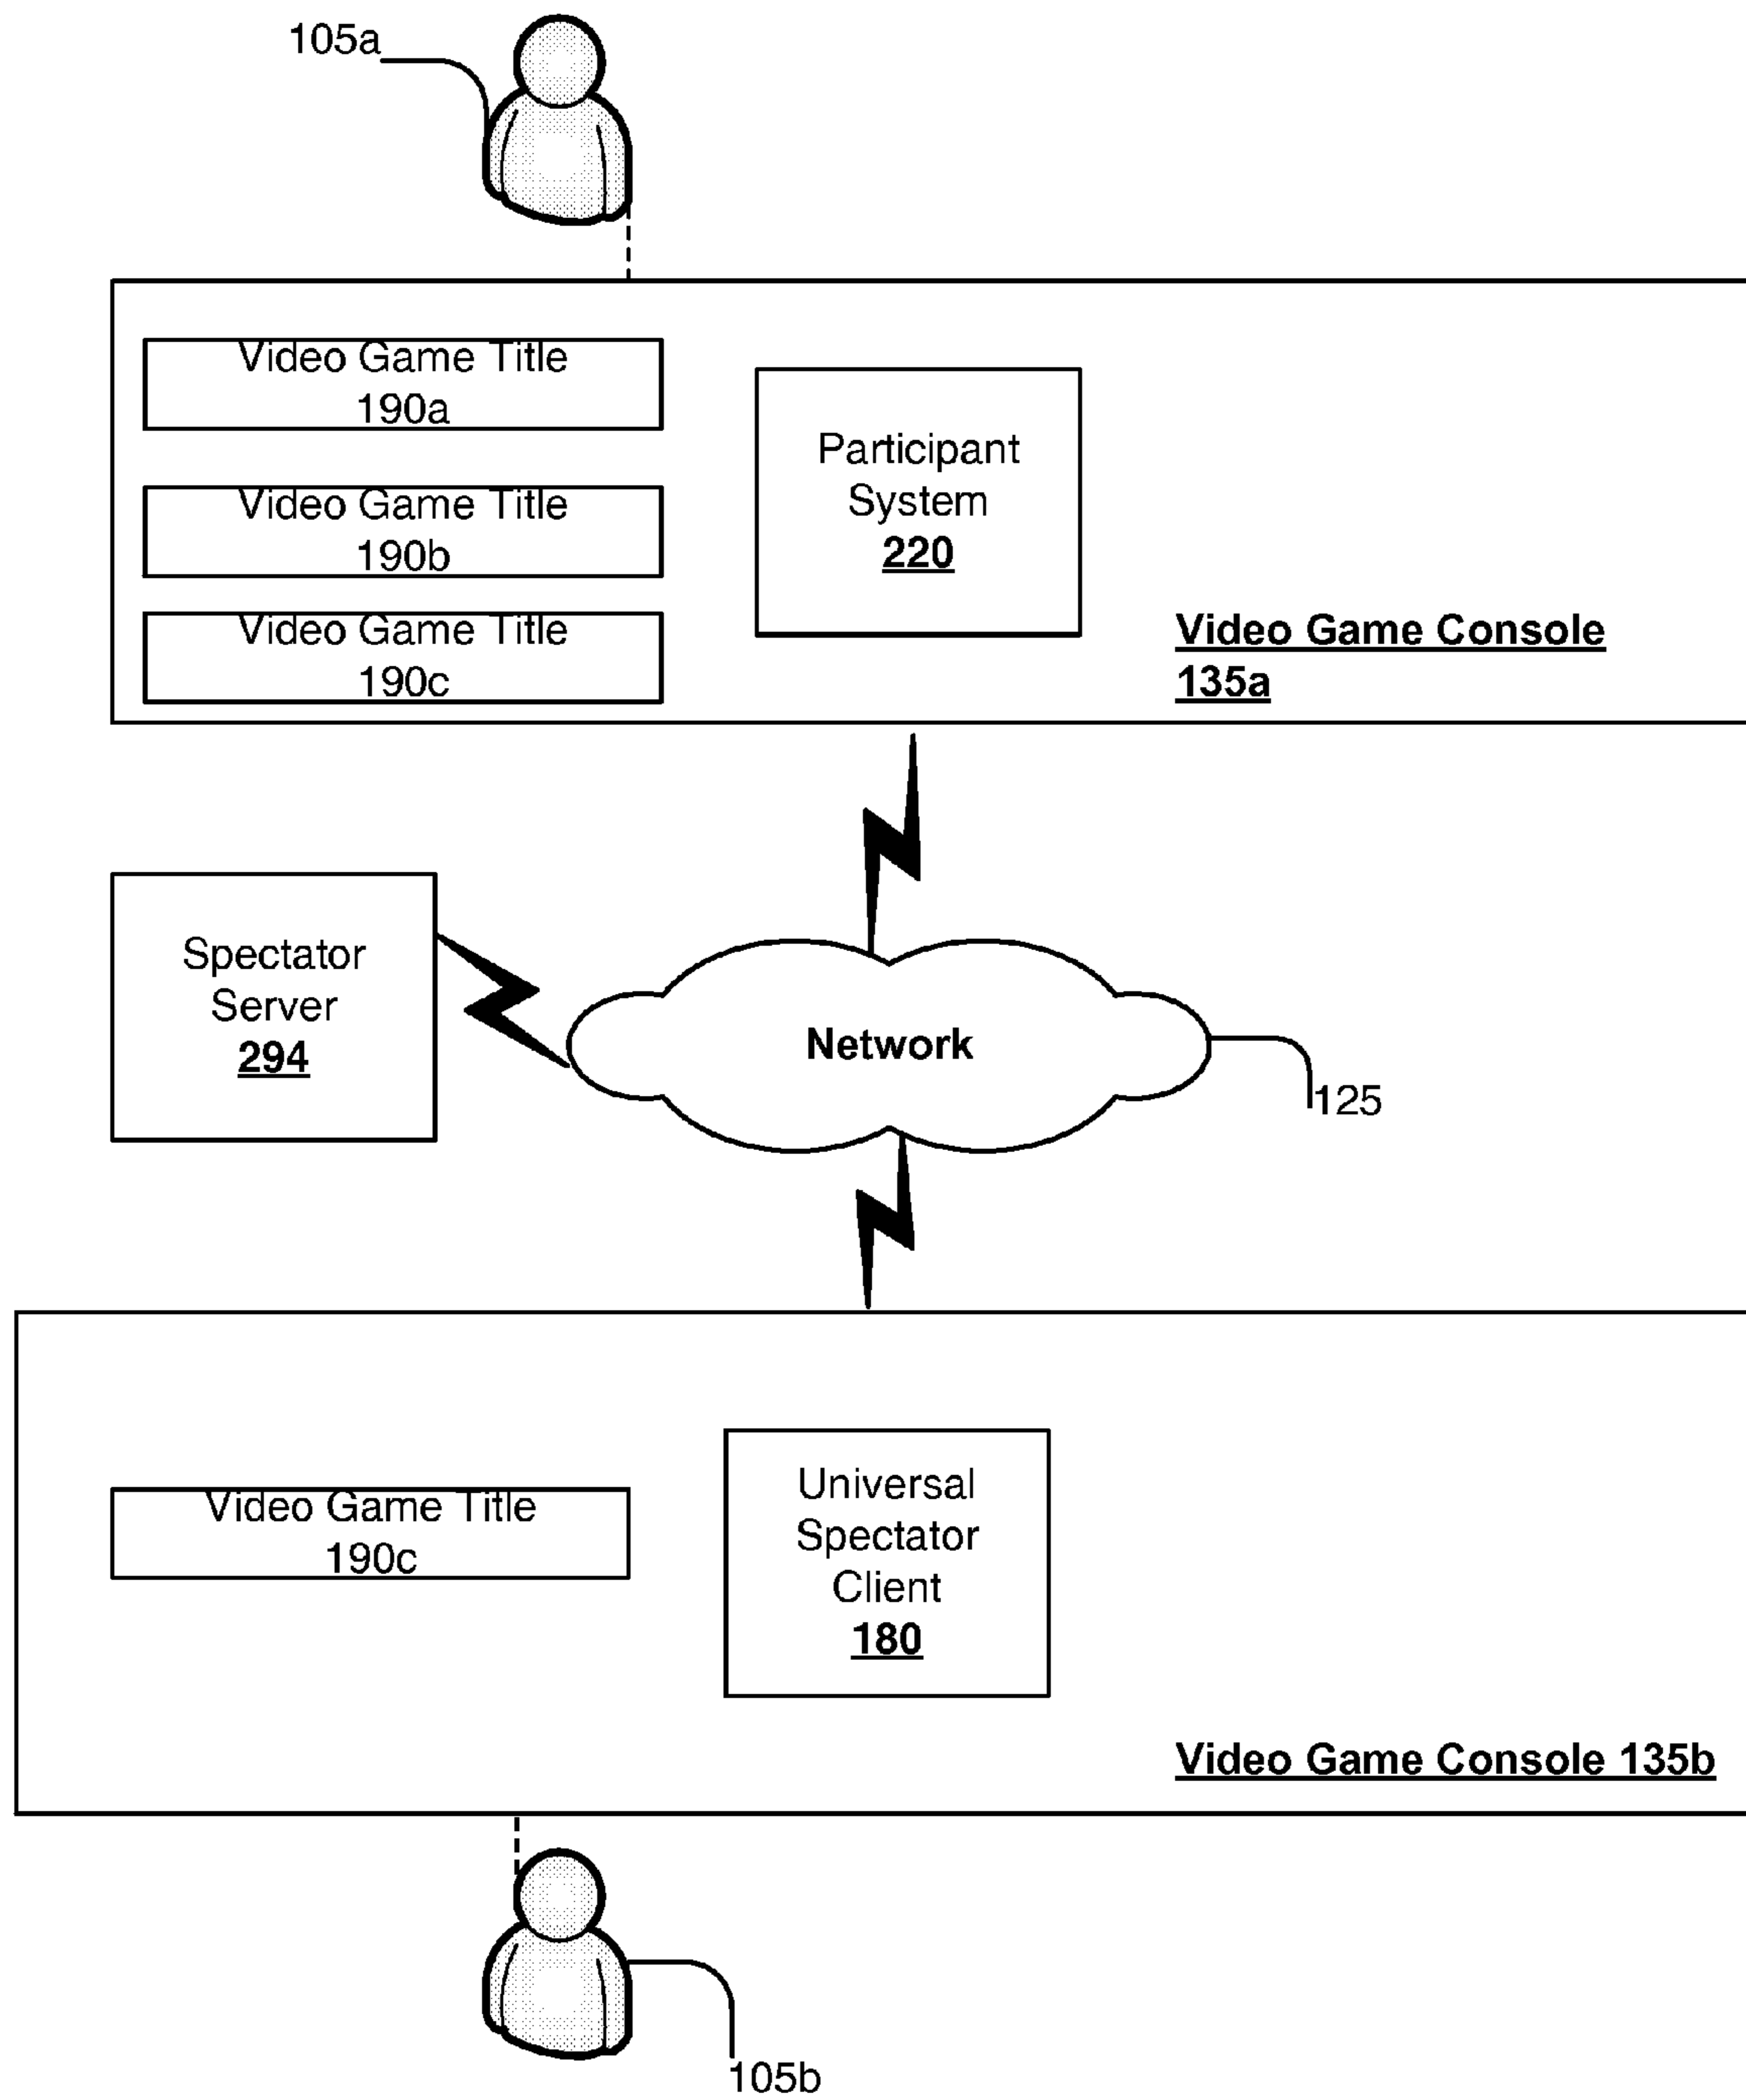 105a
Video Game Title
190a
Video Game Title
190b
Video Game Title
190c
Participant
System
220
Video Game Console
135a
Spectator
Server
294
Network
125
Video Game Title
190c
Universal
Spectator
Client
180
Video Game Console 135b
105b